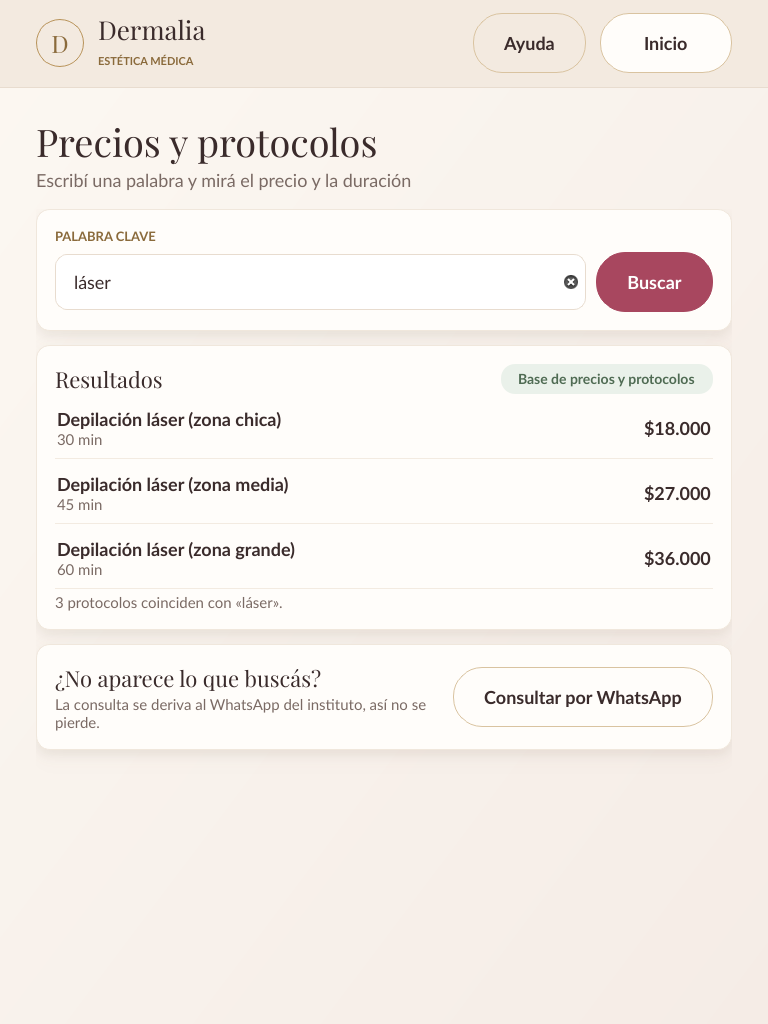 D
Dermalia
ESTÉTICA MÉDICA
Ayuda
Inicio
Precios y protocolos
Escribí una palabra y mirá el precio y la duración
PALABRA CLAVE
láser
Buscar
Resultados
Base de precios y protocolos
Depilación láser (zona chica)
30 min
$18.000
Depilación láser (zona media)
45 min
$27.000
Depilación láser (zona grande)
60 min
$36.000
3 protocolos coinciden con «láser».
¿No aparece lo que buscás?
La consulta se deriva al WhatsApp del instituto, así no se
pierde.
Consultar por WhatsApp